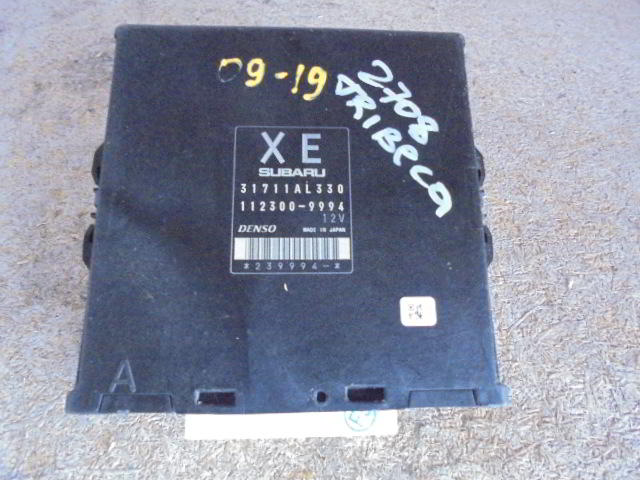 09-19
2708
TRIBECA
XE
SUBARU
31711AL330
112300-9994
12V
DENSO MADE IN JAPAN
*239994-*
A